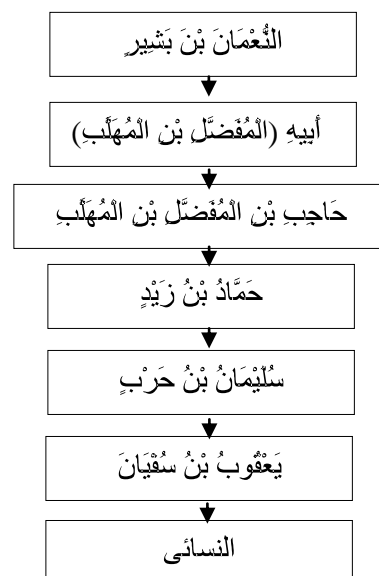 النُّعْمَانَ بْنَ بَشِيرٍ
أَبِيهِ (الْمُفَضَّلِ بْنِ الْمُهَلَّبِ)
حَاجِبِ بْنِ الْمُفَضَّلِ بْنِ الْمُهَلَّبِ
حَمَّادُ بْنُ زَيْدٍ
سُلَيْمَانُ بْنُ حَرْبٍ
يَعْقُوبُ بْنُ سُفْيَانَ
النسائى